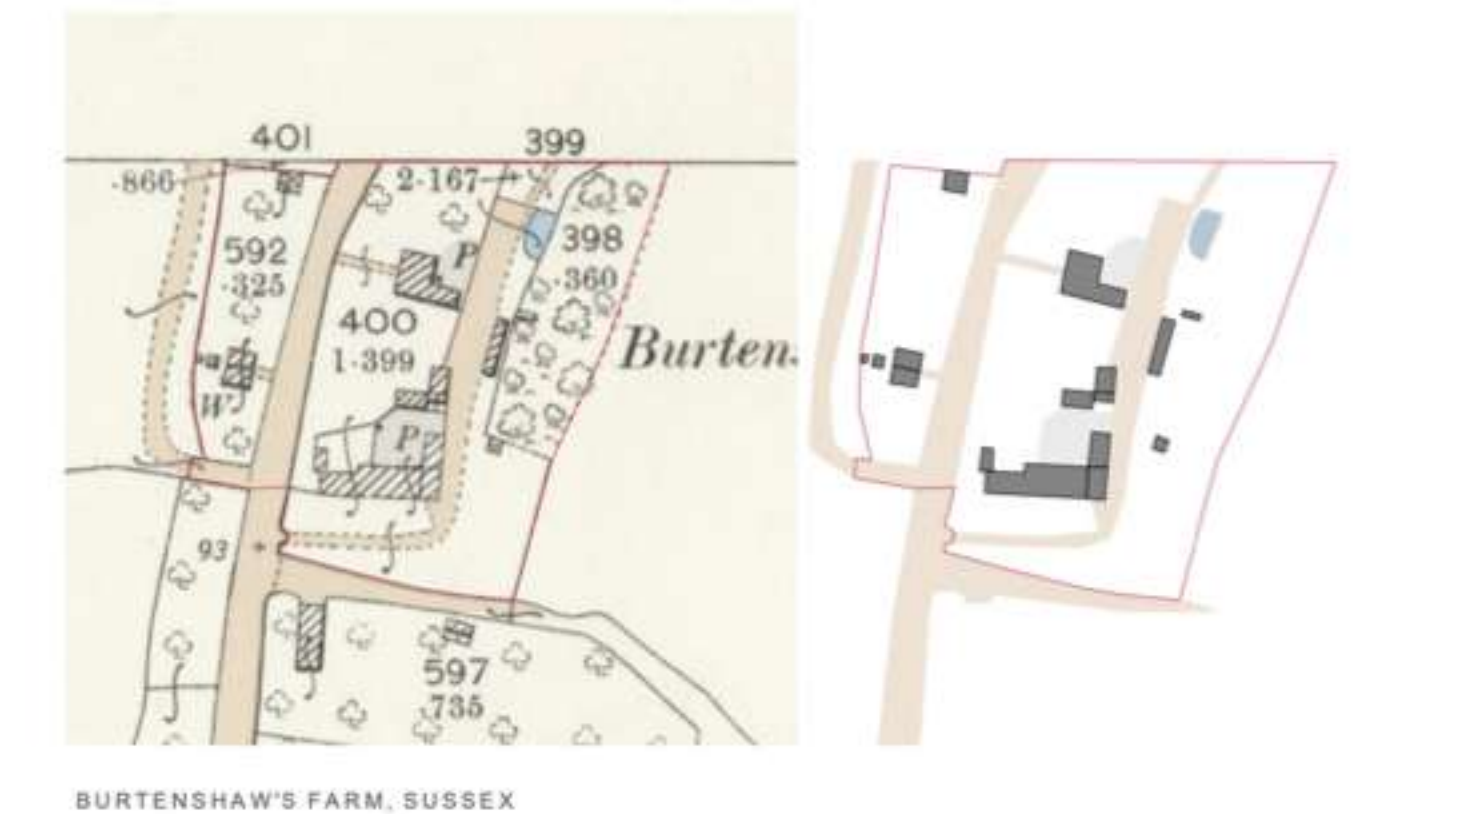 401
399
·866
2·167
592
·325
P
398
·360
400
1·399
Burten
W
P
93
597
·735
BURTENSHAW'S FARM, SUSSEX